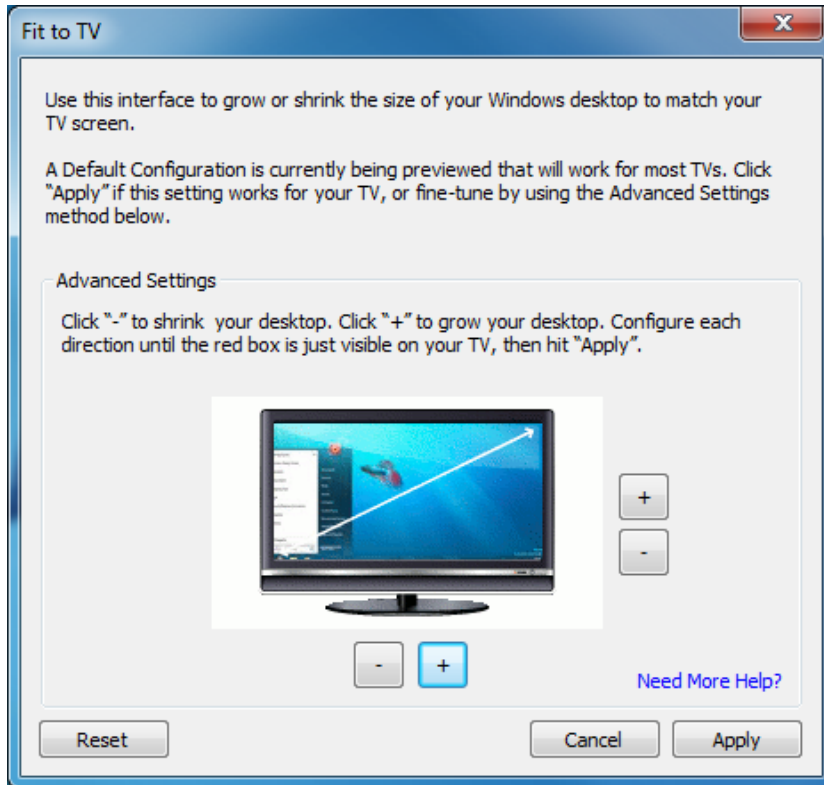 Fit to TV
Use this interface to grow or shrink the size of your Windows desktop to match your
TV screen.
A Default Configuration is currently being previewed that will work for most TVs. Click
“Apply” if this setting works for your TV, or fine-tune by using the Advanced Settings
method below.
Advanced Settings
Click “-” to shrink  your desktop. Click “+” to grow your desktop. Configure each
direction until the red box is just visible on your TV, then hit “Apply”.
+
-
- +
Need More Help?
Reset Cancel Apply